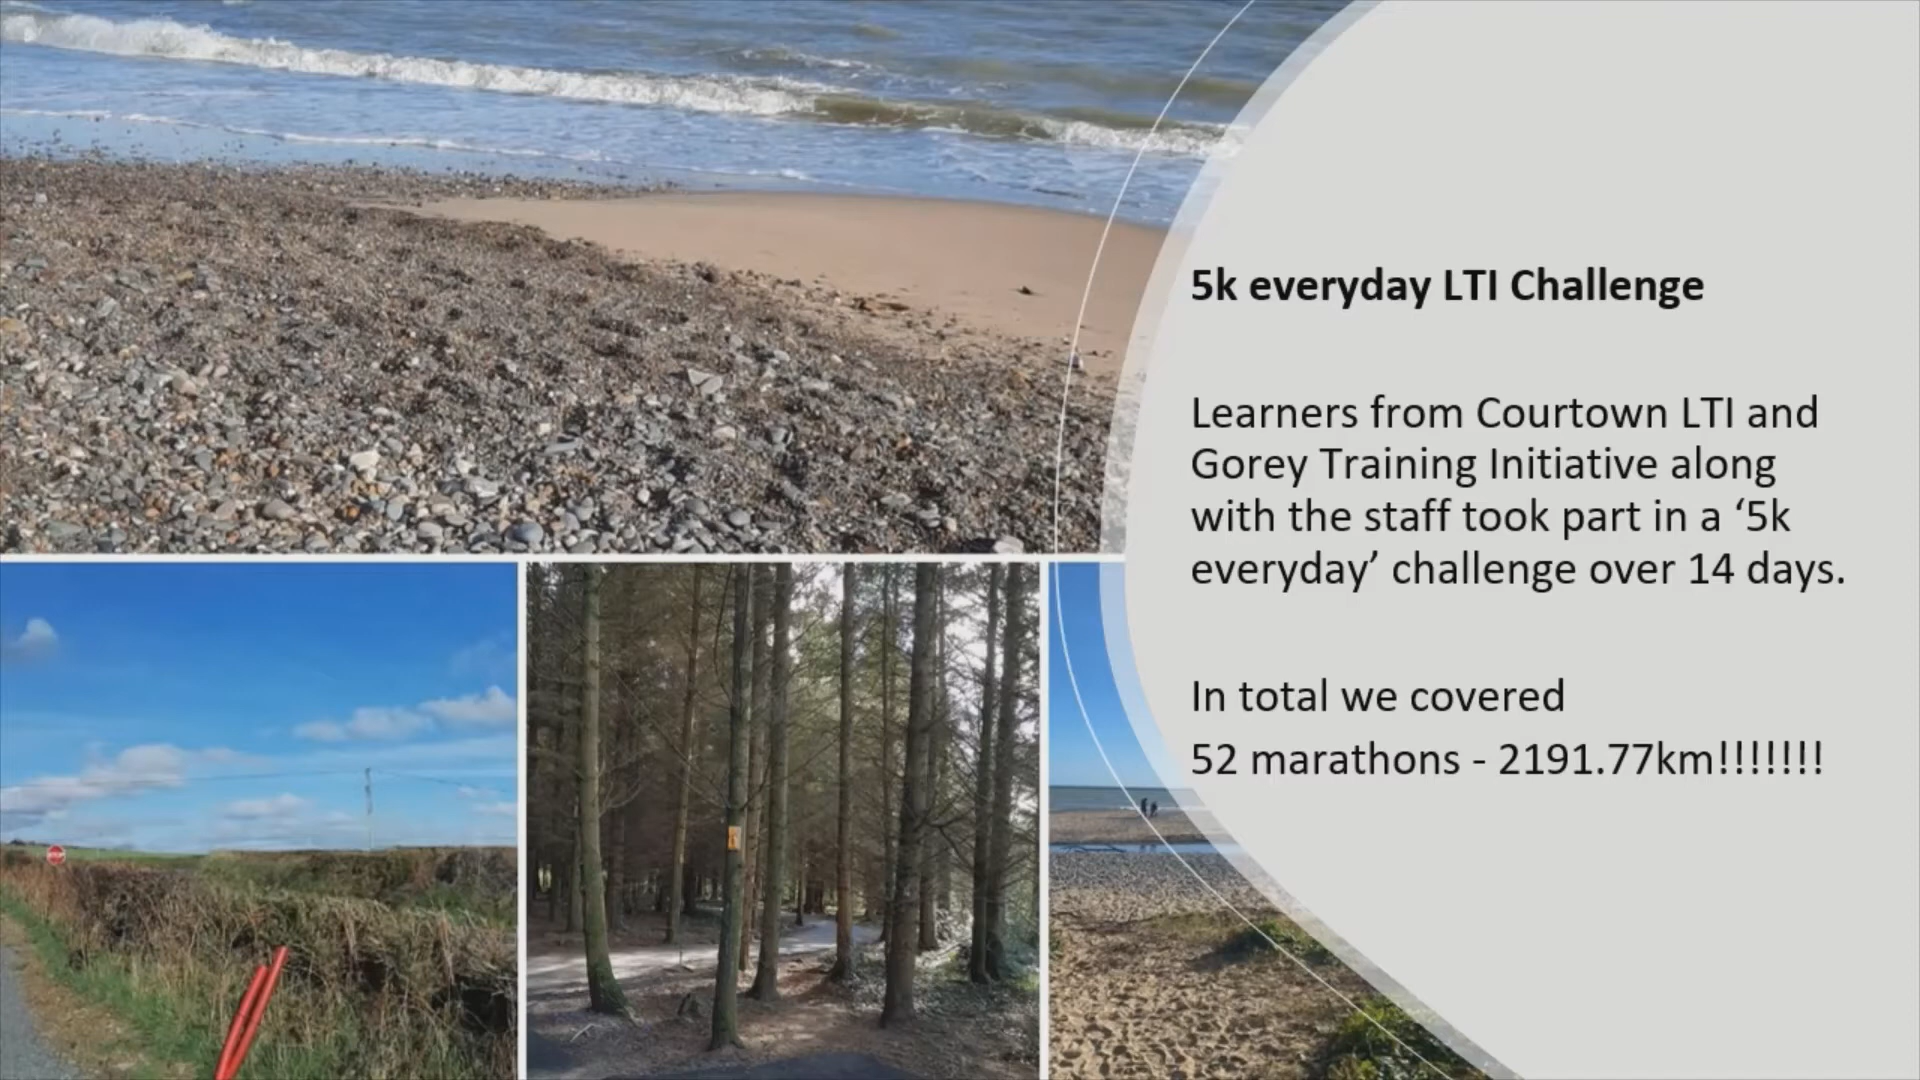 5k everyday LTI Challenge
Learners from Courtown LTI and
Gorey Training Initiative along
with the staff took part in a ‘5k
everyday’ challenge over 14 days.
In total we covered
52 marathons - 2191.77km!!!!!!!